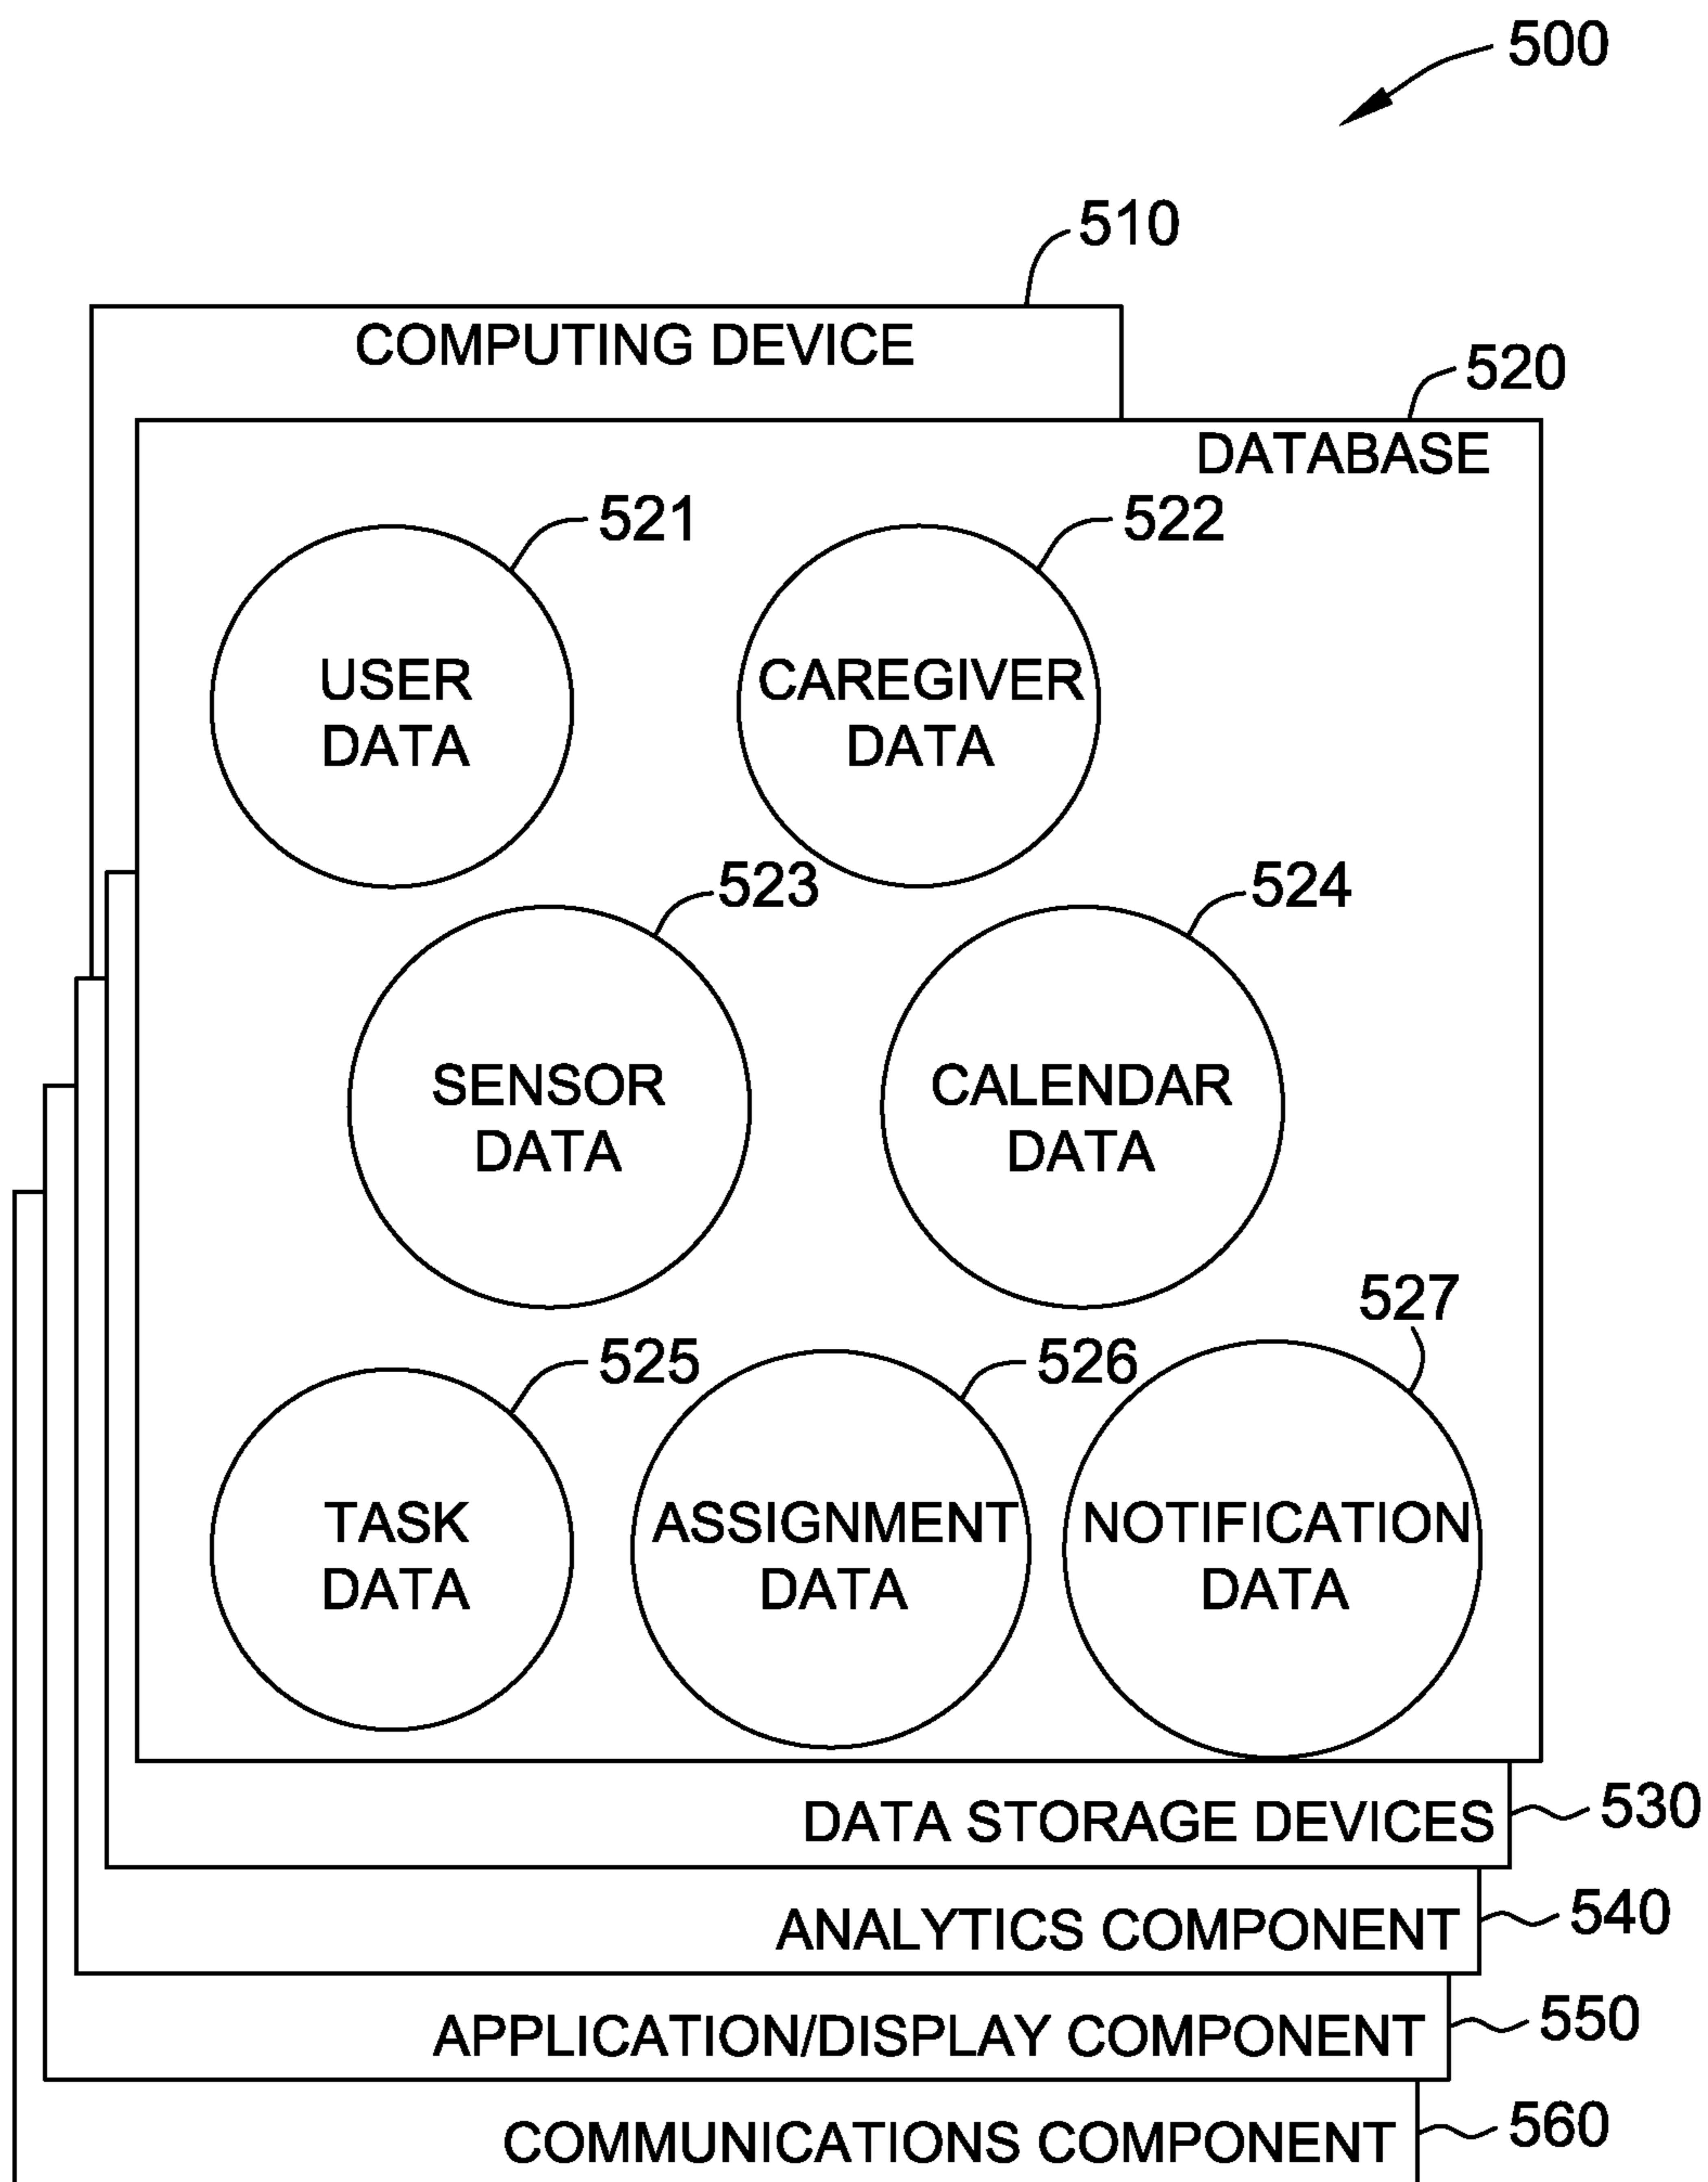 500
510
COMPUTING DEVICE
520
DATABASE
521
522
USER
DATA
CAREGIVER
DATA
523
524
SENSOR
DATA
CALENDAR
DATA
527
525
526
TASK
DATA
ASSIGNMENT
DATA
NOTIFICATION
DATA
DATA STORAGE DEVICES
530
ANALYTICS COMPONENT
540
APPLICATION/DISPLAY COMPONENT
550
COMMUNICATIONS COMPONENT
560